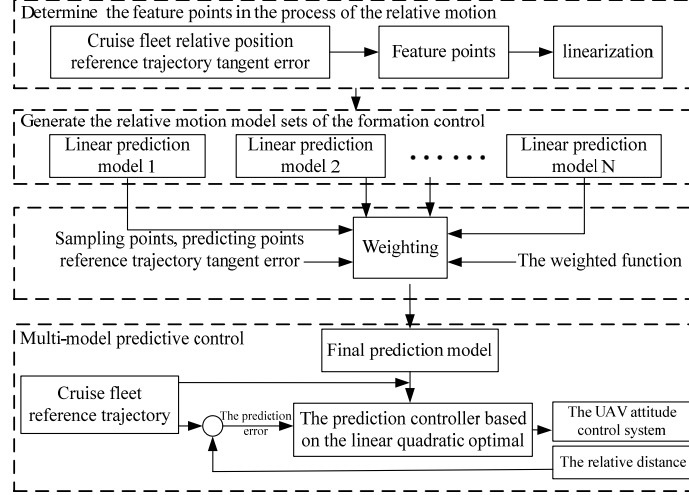 Determine the feature points in the process of the relative motion
Cruise fleet relative position
reference trajectory tangent error
Feature points
linearization
Generate the relative motion model sets of the formation control
Linear prediction
model 1
Linear prediction
model 2
......
Linear prediction
model N
Sampling points, predicting points
reference trajectory tangent error
Weighting
The weighted function
Multi-model predictive control
Final prediction model
Cruise fleet
reference trajectory
The prediction
error
The prediction controller based
on the linear quadratic optimal
The UAV attitude
control system
The relative distance